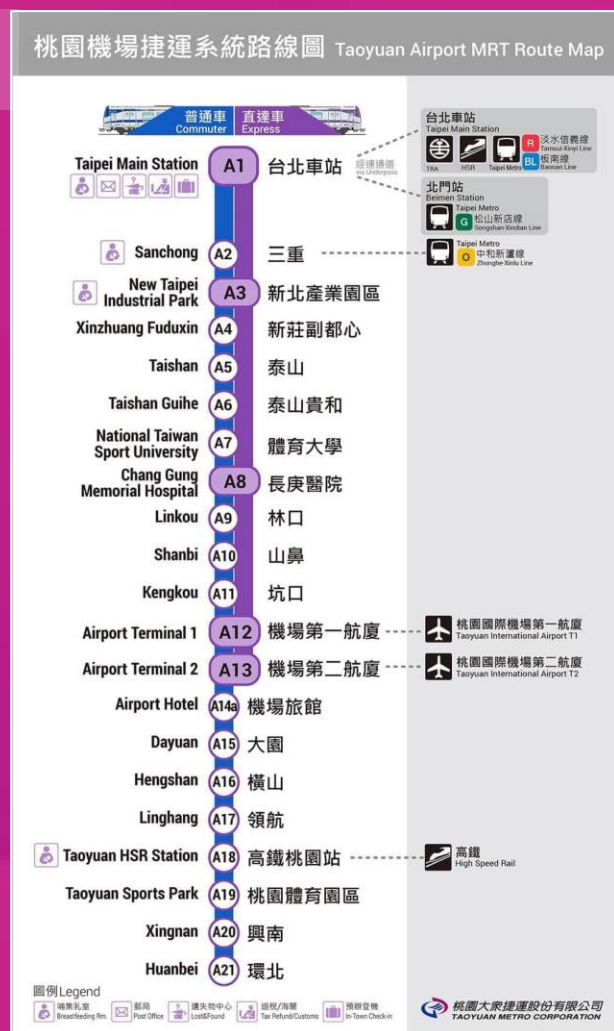 桃園機場捷運系統路線圖 Taoyuan Airport MRT Route Map
普通車 直達車
Commuter Express
Taipei Main Station A1 台北車站
經連通道
via Underpass
台北車站
Taipei Main Station
TRA HSR Taipei Metro
R 淡水信義線
Tamsui-Xinyi Line
BL 板南線
Bannan Line
北門站
Beimen Station
Taipei Metro
G 松山新店線
Songshan Xindian Line
Sanchong A2 三重
Taipei Metro
O 中和新蘆線
Zhonghe-Xinlu Line
New Taipei
Industrial Park A3 新北產業園區
Xinzhuang Fuduxin A4 新莊副都心
Taishan A5 泰山
Taishan Guihe A6 泰山貴和
National Taiwan
Sport University A7 體育大學
Chang Gung
Memorial Hospital A8 長庚醫院
Linkou A9 林口
Shanbi A10 山鼻
Kengkou A11 坑口
Airport Terminal 1 A12 機場第一航廈
桃園國際機場第一航廈
Taoyuan International Airport T1
Airport Terminal 2 A13 機場第二航廈
桃園國際機場第二航廈
Taoyuan International Airport T2
Airport Hotel A14a 機場旅館
Dayuan A15 大園
Hengshan A16 橫山
Linghang A17 領航
Taoyuan HSR Station A18 高鐵桃園站
高鐵
High Speed Rail
Taoyuan Sports Park A19 桃園體育園區
Xingnan A20 興南
Huanbei A21 環北
圖例Legend
哺集乳室
Breastfeeding Rm.
郵局
Post Office
遺失物中心
Lost&Found
退稅/海關
Tax Refund/Customs
預辦登機
In-Town Check-in
桃園大眾捷運股份有限公司
TAOYUAN METRO CORPORATION